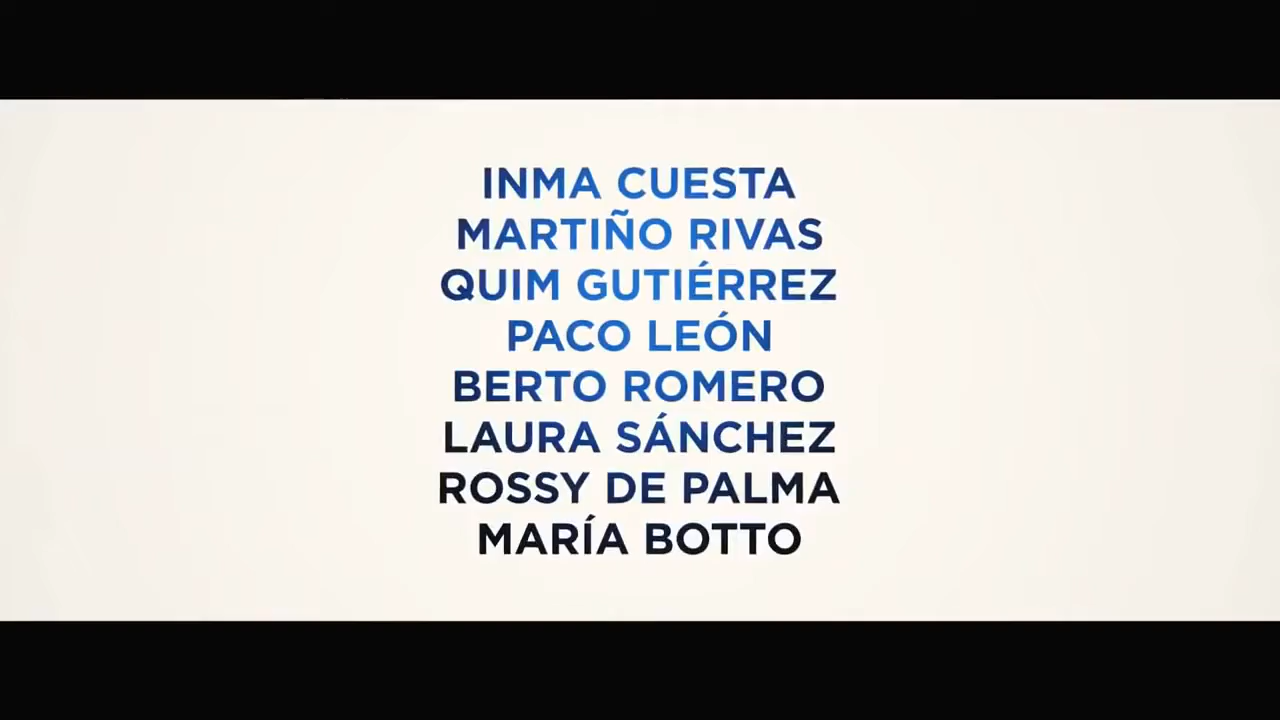 INMA CUESTA
MARTIÑO RIVAS
QUIM GUTIÉRREZ
PACO LEÓN
BERTO ROMERO
LAURA SÁNCHEZ
ROSSY DE PALMA
MARÍA BOTTO